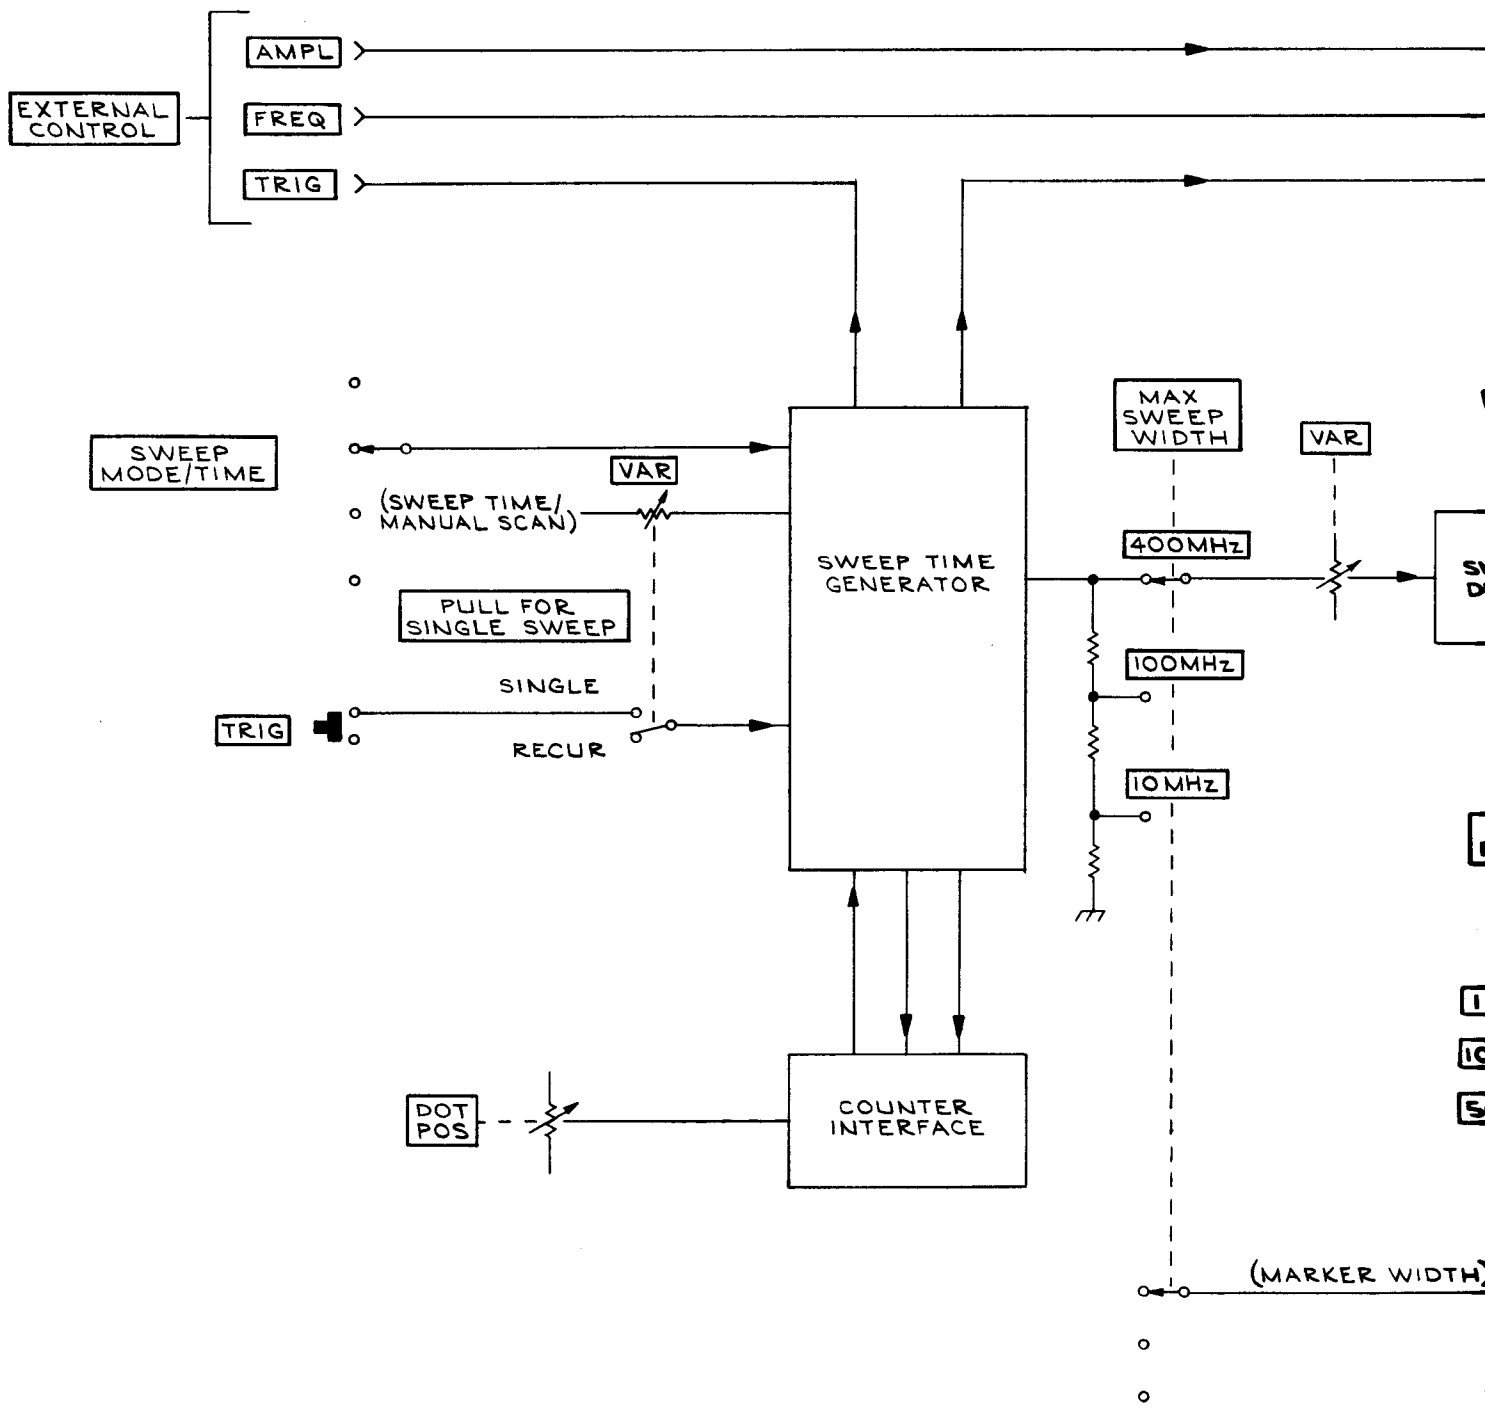 AMPL
EXTERNAL
CONTROL
FREQ
TRIG
MAX
SWEEP
WIDTH
VAR
SWEEP
MODE/TIME
VAR
(SWEEP TIME/
MANUAL SCAN)
400MHz
SWEEP TIME
GENERATOR
PULL FOR
SINGLE SWEEP
100MHz
SINGLE
TRIG
RECUR
10MHz
DOT
POS
COUNTER
INTERFACE
(MARKER WIDTH)